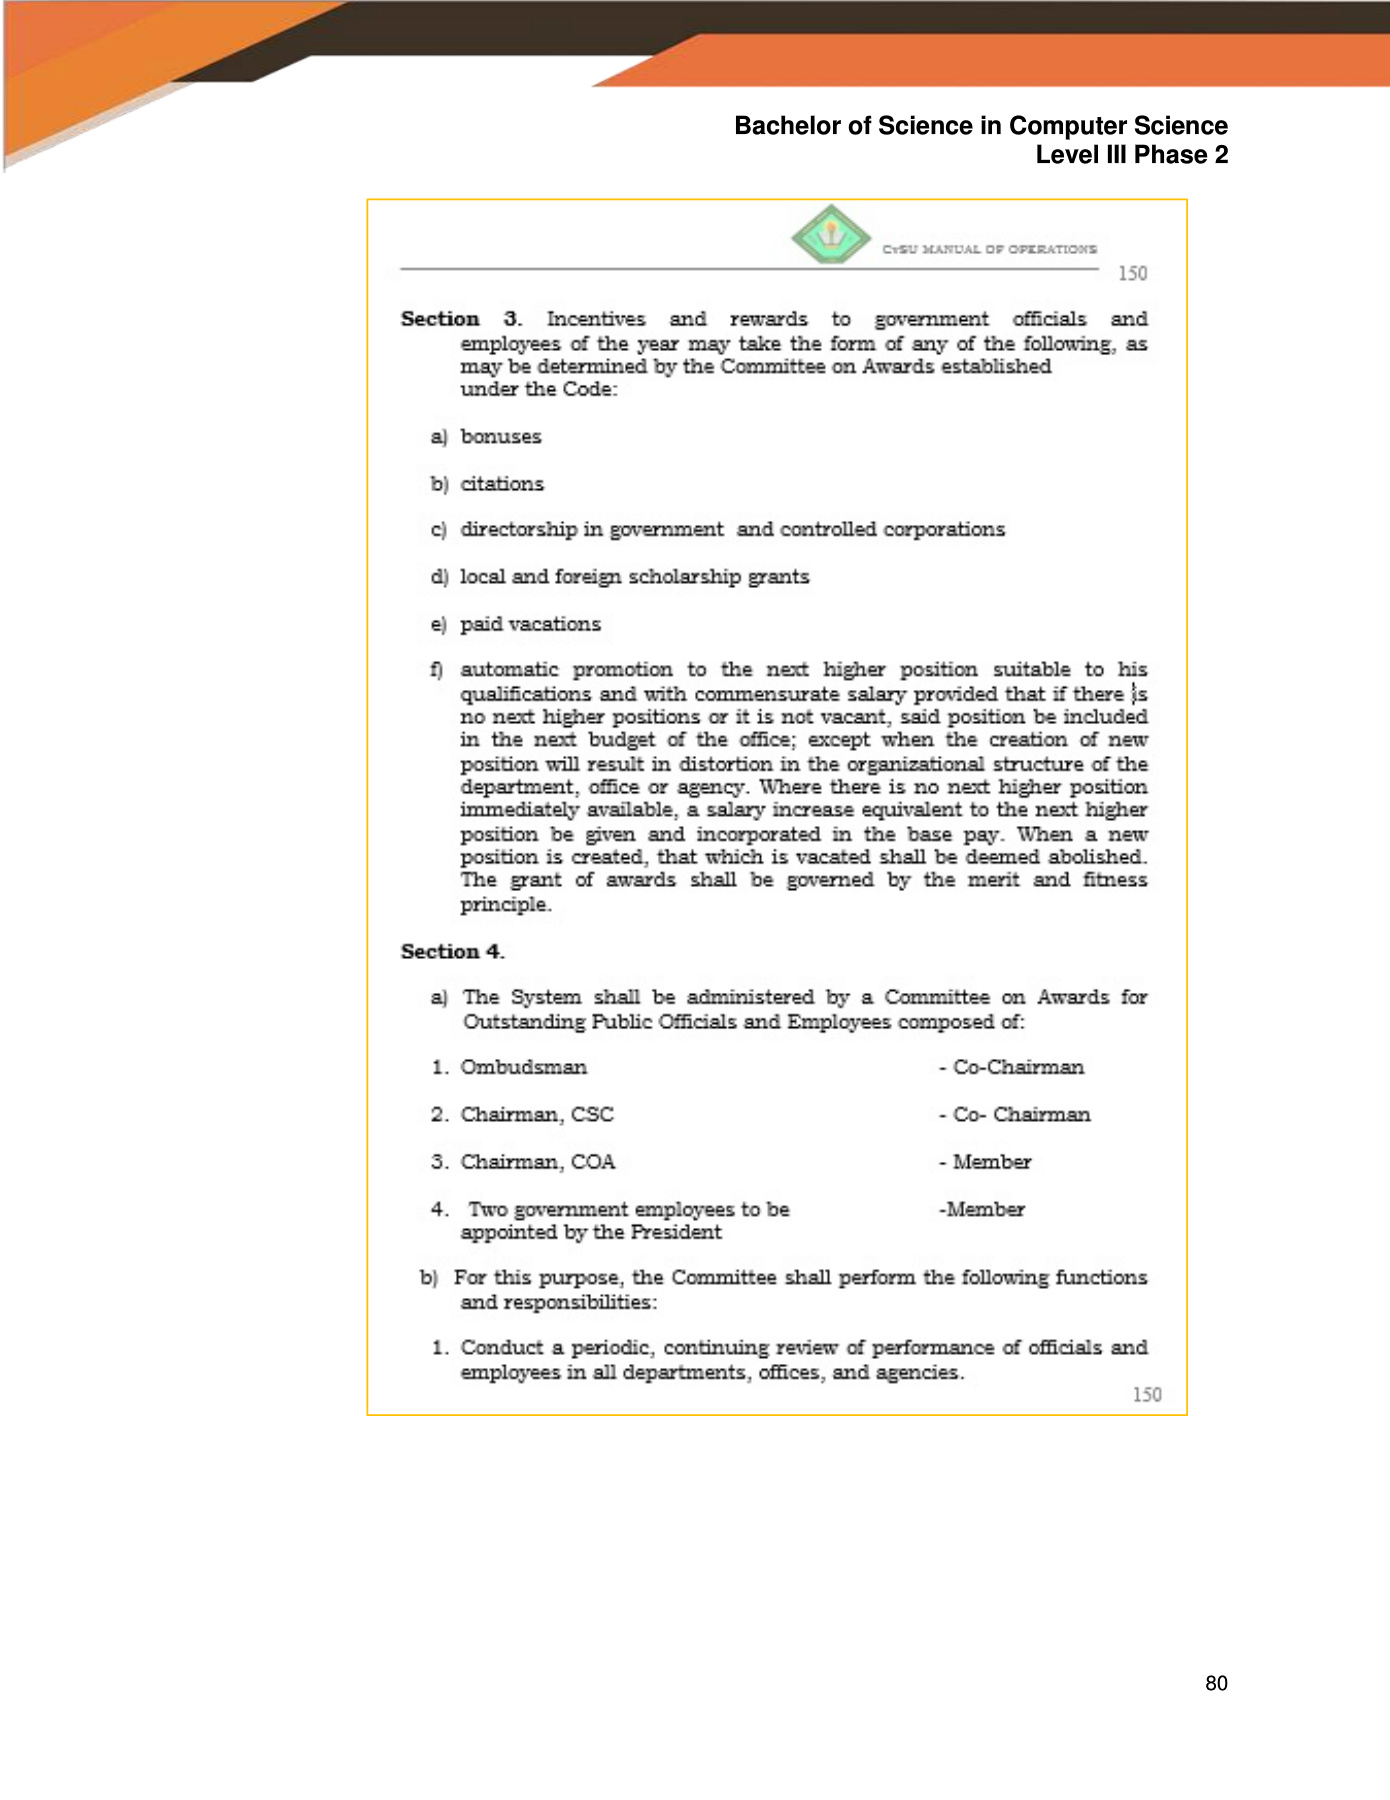 Bachelor of Science in Computer Science
Level III Phase 2
CvSU MANUAL OF OPERATIONS
150
Section 3. Incentives and rewards to government officials and
employees of the year may take the form of any of the following, as
may be determined by the Committee on Awards established
under the Code:
a) bonuses
b) citations
c) directorship in government and controlled corporations
d) local and foreign scholarship grants
e) paid vacations
f) automatic promotion to the next higher position suitable to his
qualifications and with commensurate salary provided that if there is
no next higher positions or it is not vacant, said position be included
in the next budget of the office; except when the creation of new
position will result in distortion in the organizational structure of the
department, office or agency. Where there is no next higher position
immediately available, a salary increase equivalent to the next higher
position be given and incorporated in the base pay. When a new
position is created, that which is vacated shall be deemed abolished.
The grant of awards shall be governed by the merit and fitness
principle.
Section 4.
a) The System shall be administered by a Committee on Awards for
Outstanding Public Officials and Employees composed of:
1. Ombudsman - Co-Chairman
2. Chairman, CSC - Co- Chairman
3. Chairman, COA - Member
4. Two government employees to be -Member
appointed by the President
b) For this purpose, the Committee shall perform the following functions
and responsibilities:
1. Conduct a periodic, continuing review of performance of officials and
employees in all departments, offices, and agencies.
150
80